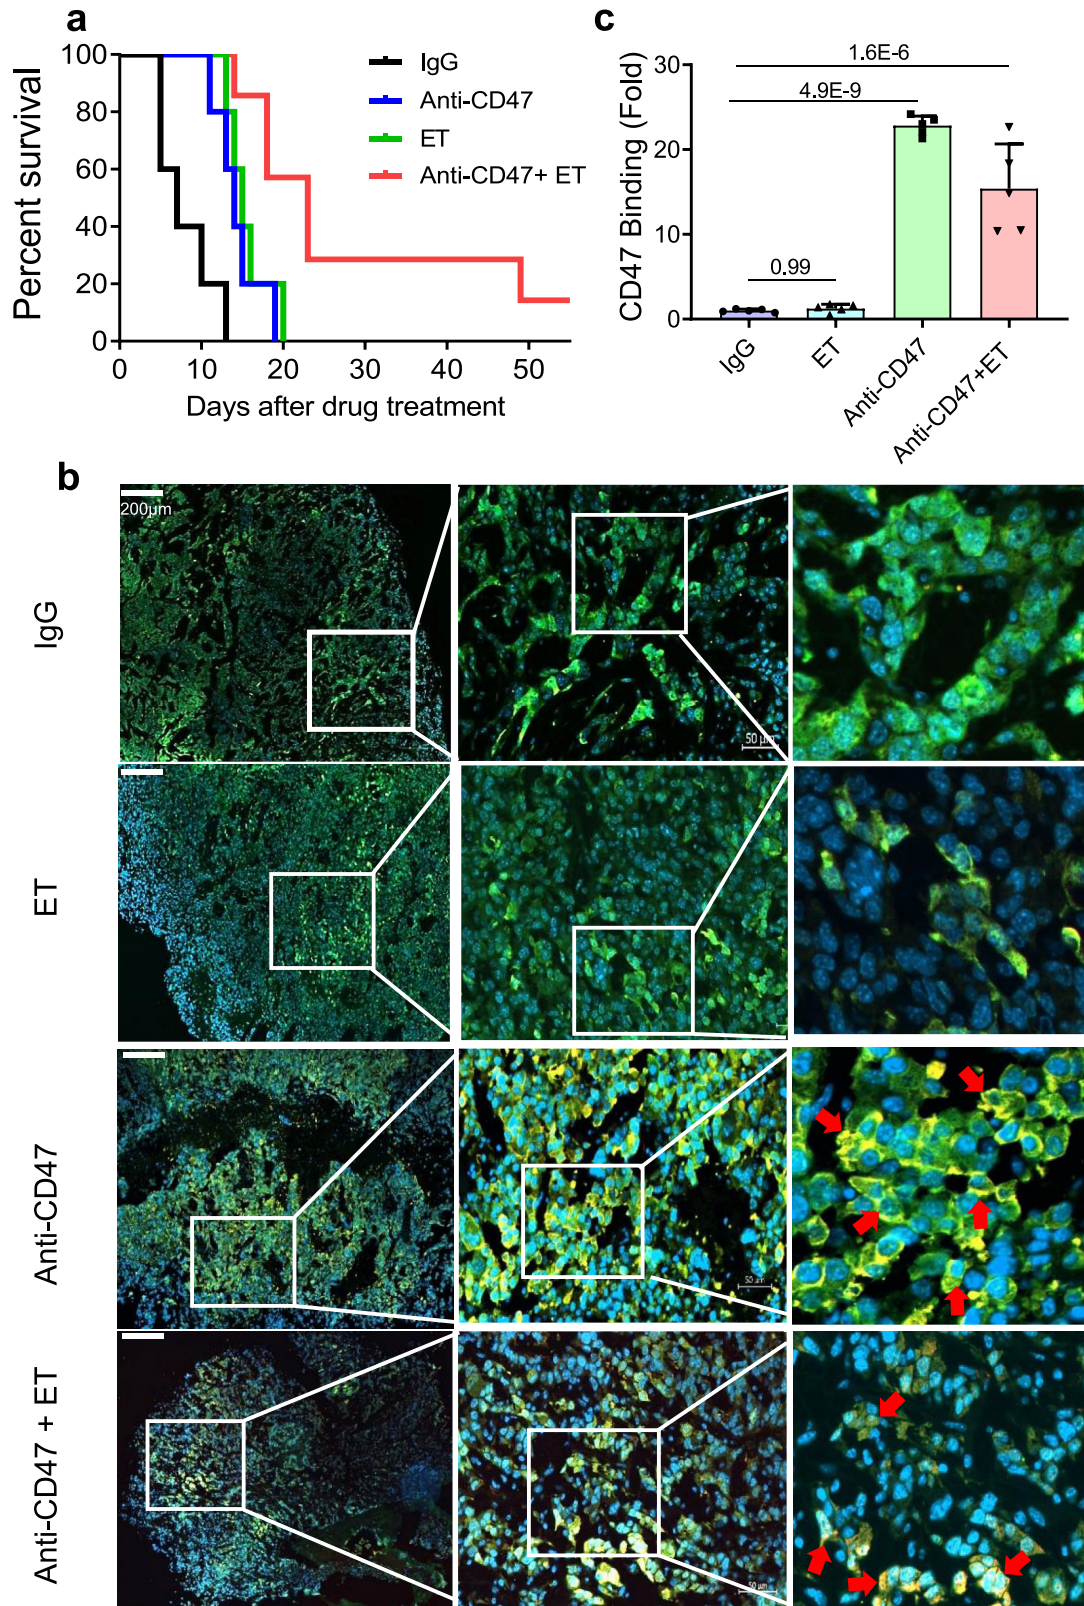 a
Percent survival
100
80
60
40
20
0
0 10 20 30 40 50
Days after drug treatment
IgG
Anti-CD47
ET
Anti-CD47+ ET
c
CD47 Binding (Fold)
30
20
10
0
1.6E-6
4.9E-9
0.99
IgG
ET
Anti-CD47
Anti-CD47+ET
b
IgG
200μm
50 μm
ET
Anti-CD47
50 μm
Anti-CD47 + ET
50 μm